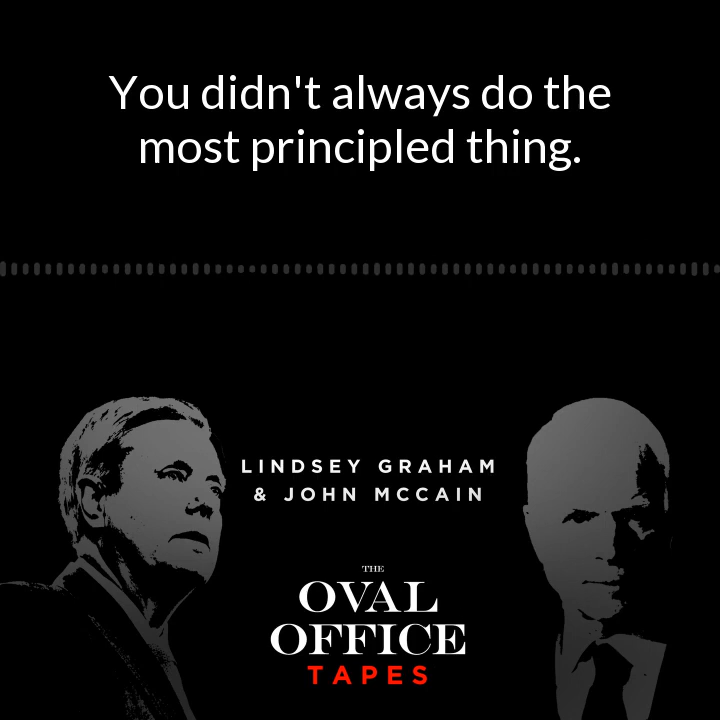 You didn't always do the
most principled thing.
LINDSEY GRAHAM
& JOHN MCCAIN
THE
OVAL
OFFICE
TAPES